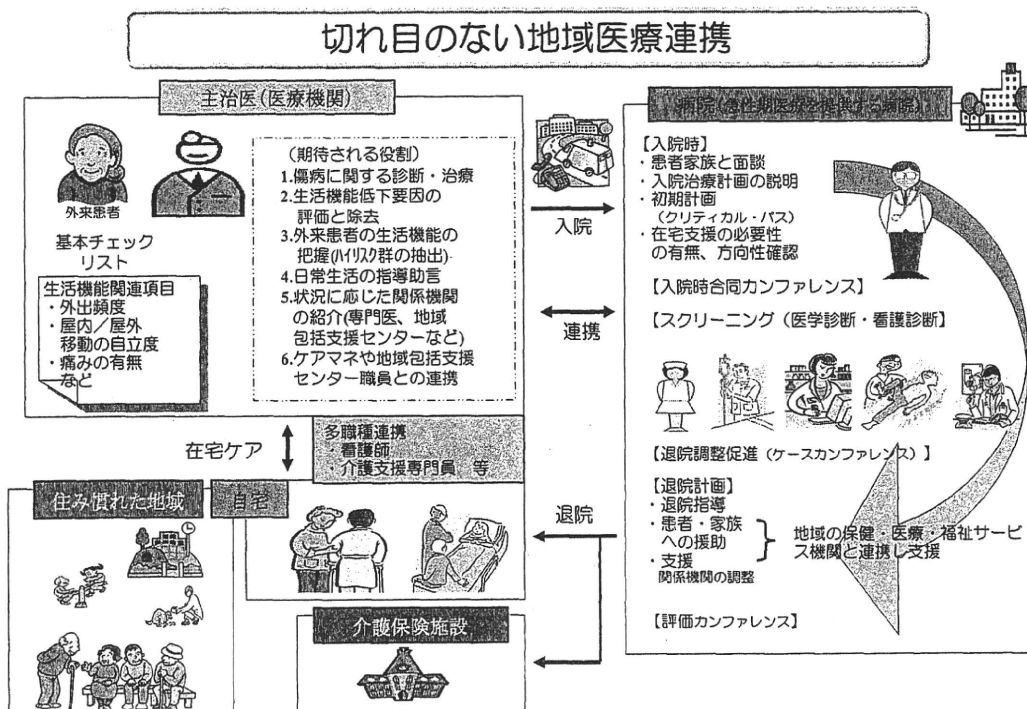 切れ目のない地域医療連携
主治医(医療機関)
外来患者
基本チェック
リスト
生活機能関連項目
・外出頻度
・屋内／屋外
移動の自立度
・痛みの有無
など
（期待される役割）
1.傷病に関する診断・治療
2.生活機能低下要因の
評価と除去
3.外来患者の生活機能の
把握(ﾊｲﾘｽｸ群の抽出)
4.日常生活の指導助言
5.状況に応じた関係機関
の紹介(専門医、地域
包括支援センターなど)
6.ケアマネや地域包括支援
センター職員との連携
入院
連携
病院(急性期医療を提供する病院)
【入院時】
・患者家族と面談
・入院治療計画の説明
・初期計画
（クリティカル・パス）
・在宅支援の必要性
の有無、方向性確認
【入院時合同カンファレンス】
【スクリーニング（医学診断・看護診断】
【退院調整促進（ケースカンファレンス）】
【退院計画】
・退院指導
・患者・家族
への援助
・支援
関係機関の調整
地域の保健・医療・福祉サービ
ス機関と連携し支援
【評価カンファレンス】
在宅ケア
多職種連携
看護師
・介護支援専門員　等
住み慣れた地域
自宅
退院
介護保険施設